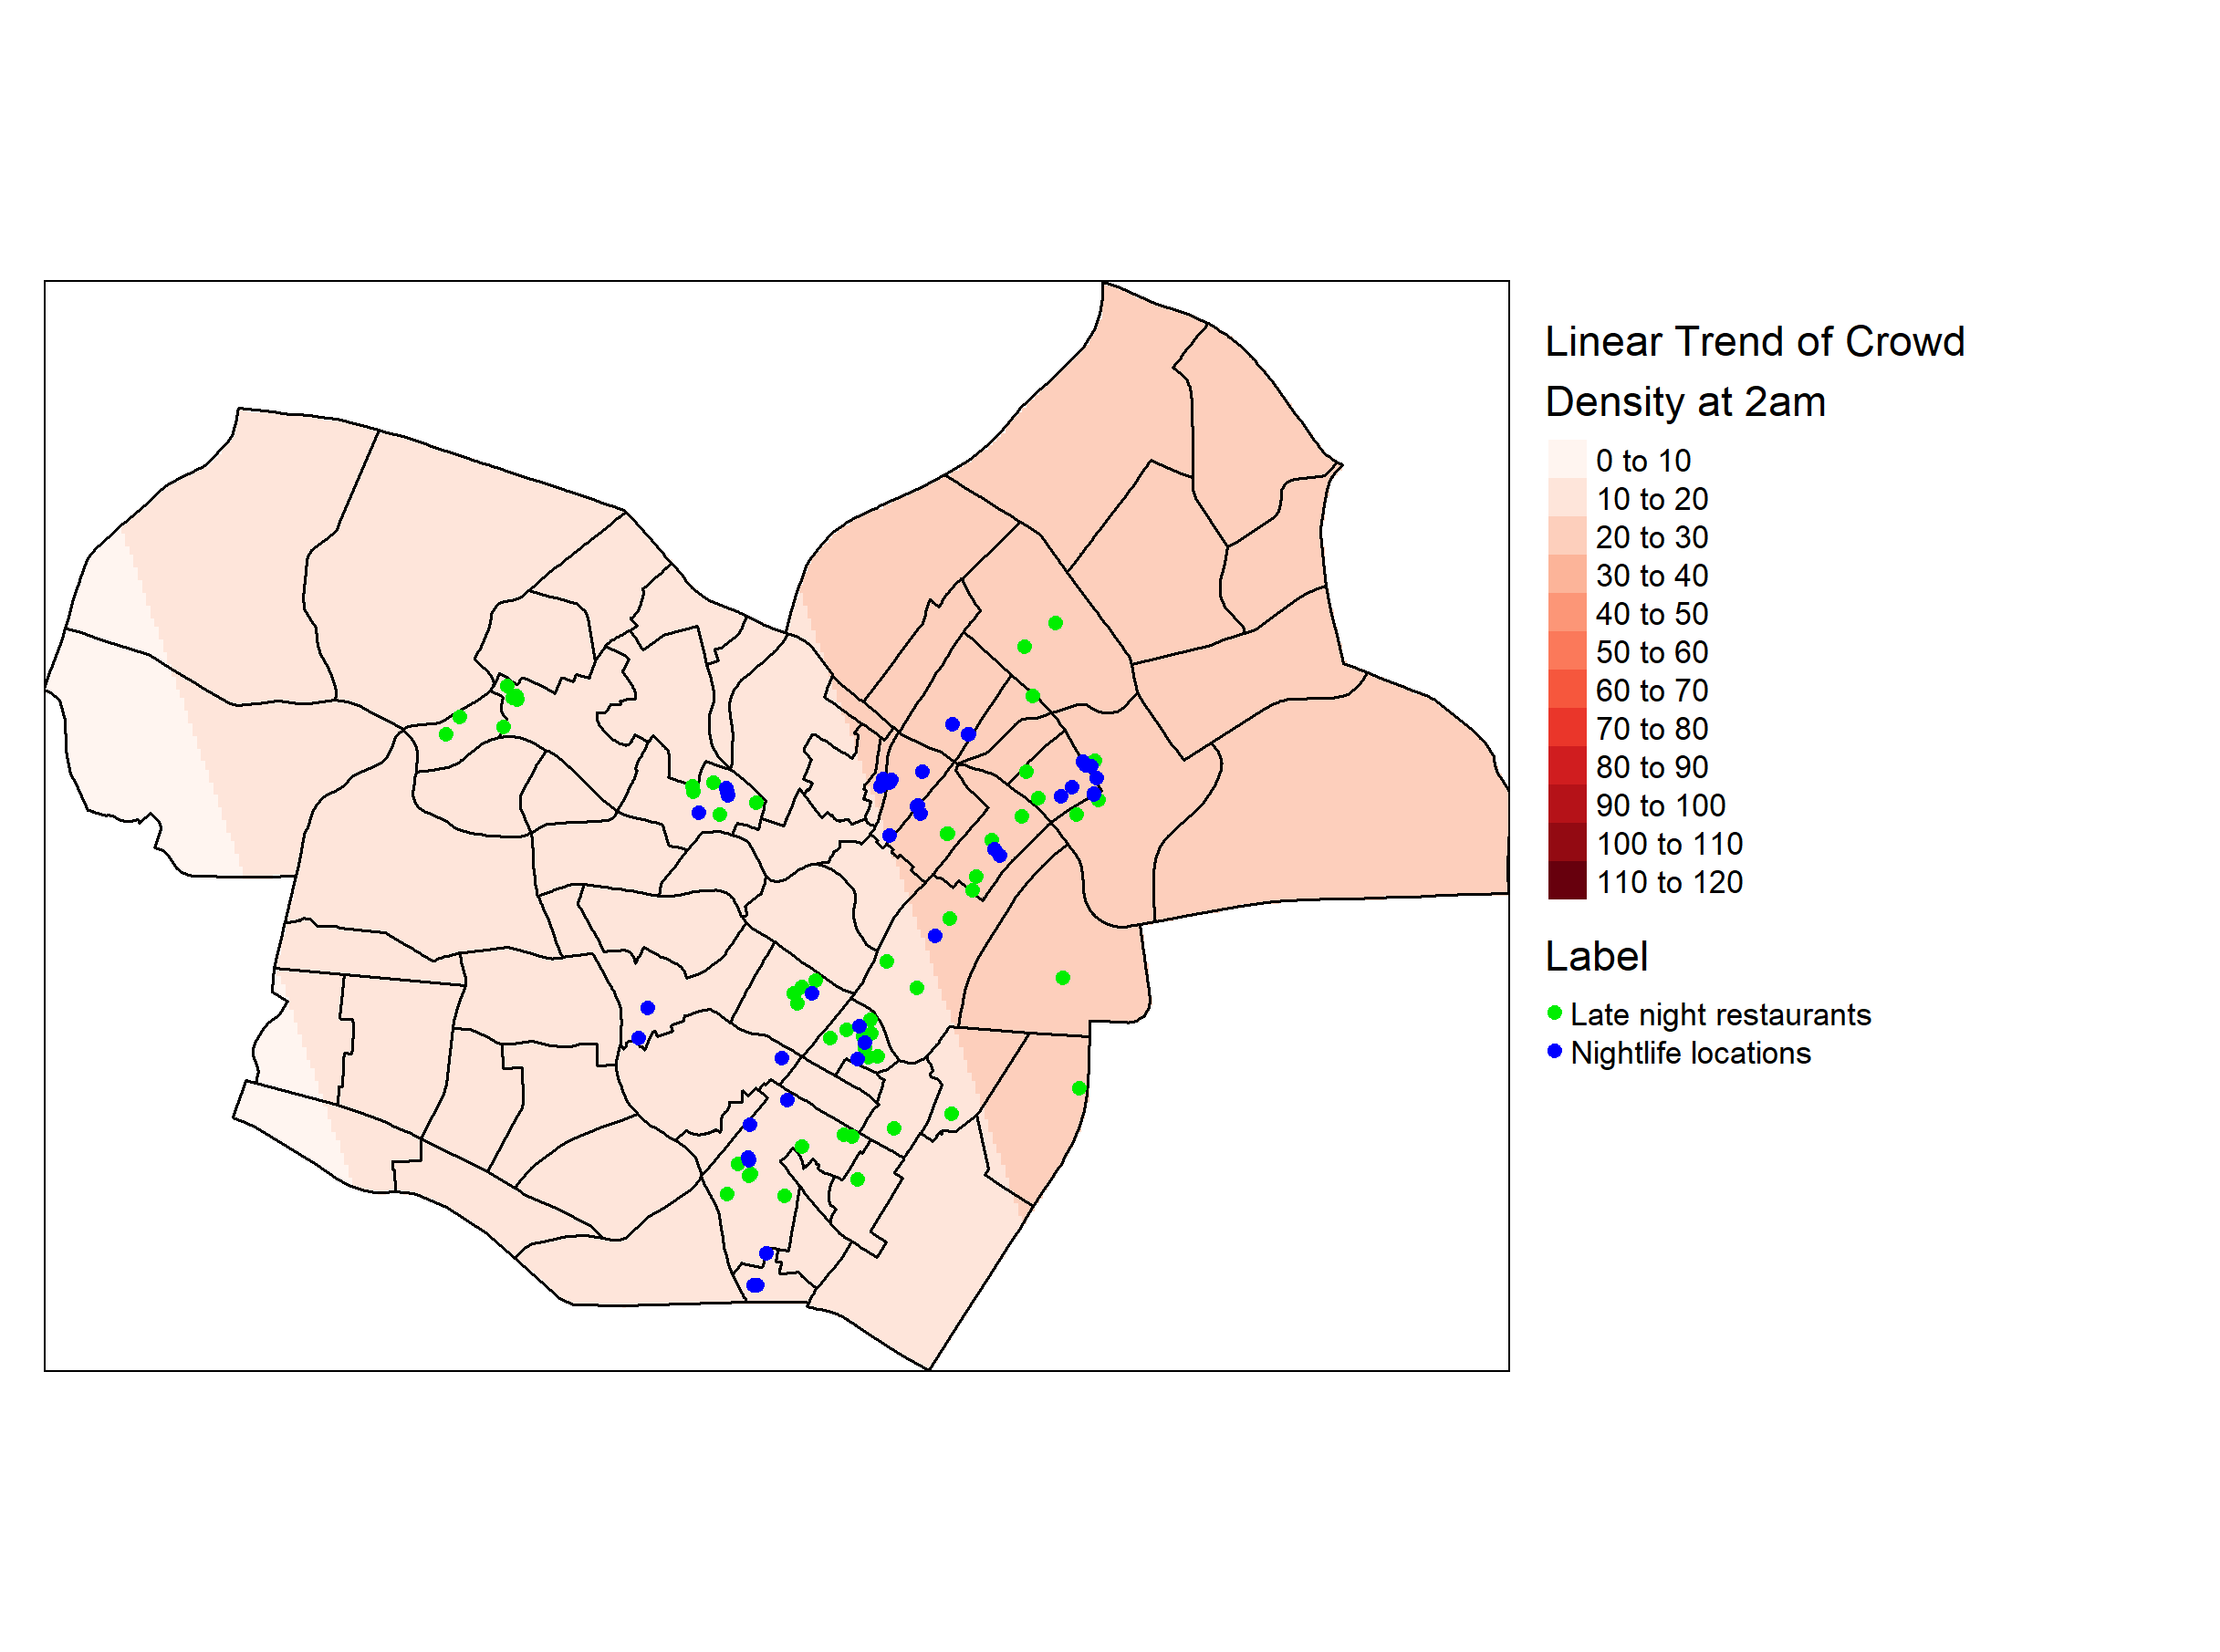 Linear Trend of Crowd
Density at 2am
0 to 10
10 to 20
20 to 30
30 to 40
40 to 50
50 to 60
60 to 70
70 to 80
80 to 90
90 to 100
100 to 110
110 to 120
Label
Late night restaurants
Nightlife locations